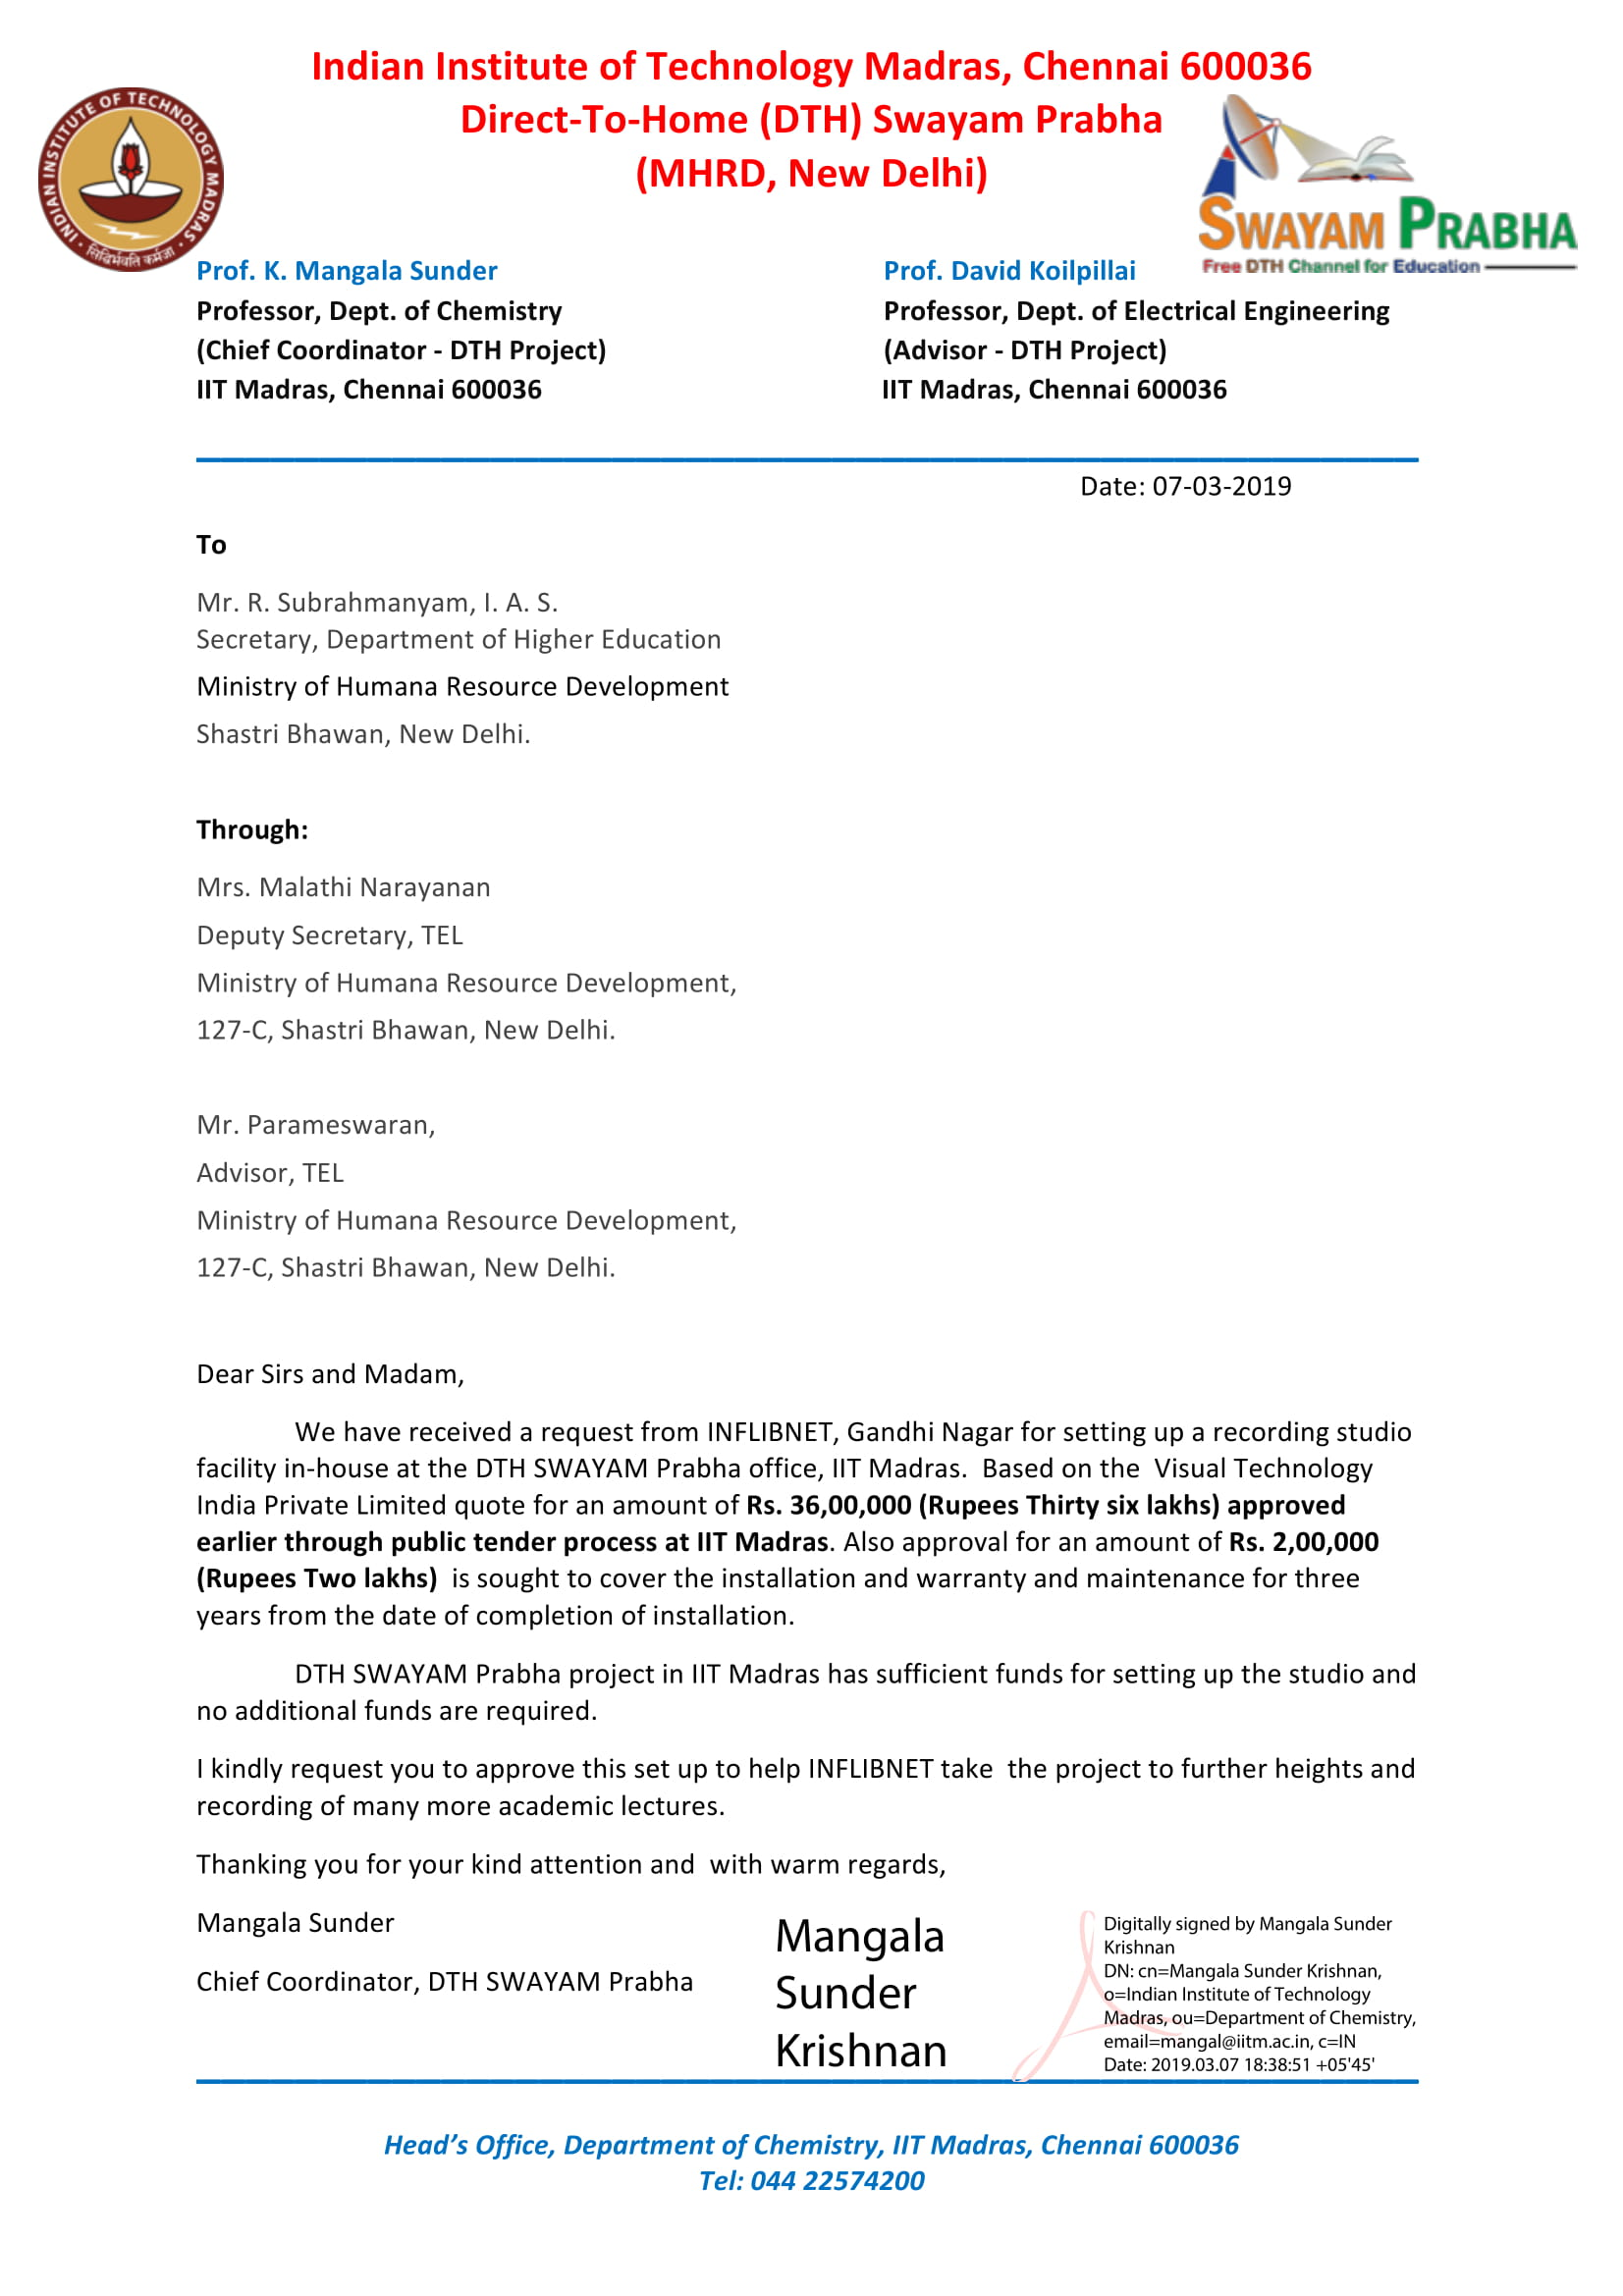 Indian Institute of Technology Madras, Chennai 600036
Direct-To-Home (DTH) Swayam Prabha
(MHRD, New Delhi)
INDIAN INSTITUTE OF TECHNOLOGY MADRAS
सिद्धिर्भवति कर्मजा
SWAYAM PRABHA
Free DTH Channel for Education
Prof. K. Mangala Sunder
Professor, Dept. of Chemistry
(Chief Coordinator - DTH Project)
IIT Madras, Chennai 600036
Prof. David Koilpillai
Professor, Dept. of Electrical Engineering
(Advisor - DTH Project)
IIT Madras, Chennai 600036
Date: 07-03-2019
To
Mr. R. Subrahmanyam, I. A. S.
Secretary, Department of Higher Education
Ministry of Humana Resource Development
Shastri Bhawan, New Delhi.
Through:
Mrs. Malathi Narayanan
Deputy Secretary, TEL
Ministry of Humana Resource Development,
127-C, Shastri Bhawan, New Delhi.
Mr. Parameswaran,
Advisor, TEL
Ministry of Humana Resource Development,
127-C, Shastri Bhawan, New Delhi.
Dear Sirs and Madam,
We have received a request from INFLIBNET, Gandhi Nagar for setting up a recording studio
facility in-house at the DTH SWAYAM Prabha office, IIT Madras.  Based on the  Visual Technology
India Private Limited quote for an amount of Rs. 36,00,000 (Rupees Thirty six lakhs) approved
earlier through public tender process at IIT Madras. Also approval for an amount of Rs. 2,00,000
(Rupees Two lakhs)  is sought to cover the installation and warranty and maintenance for three
years from the date of completion of installation.
DTH SWAYAM Prabha project in IIT Madras has sufficient funds for setting up the studio and
no additional funds are required.
I kindly request you to approve this set up to help INFLIBNET take  the project to further heights and
recording of many more academic lectures.
Thanking you for your kind attention and  with warm regards,
Mangala Sunder
Chief Coordinator, DTH SWAYAM Prabha
Mangala
Sunder
Krishnan
Digitally signed by Mangala Sunder
Krishnan
DN: cn=Mangala Sunder Krishnan,
o=Indian Institute of Technology
Madras, ou=Department of Chemistry,
email=mangal@iitm.ac.in, c=IN
Date: 2019.03.07 18:38:51 +05'45'
Head’s Office, Department of Chemistry, IIT Madras, Chennai 600036
Tel: 044 22574200